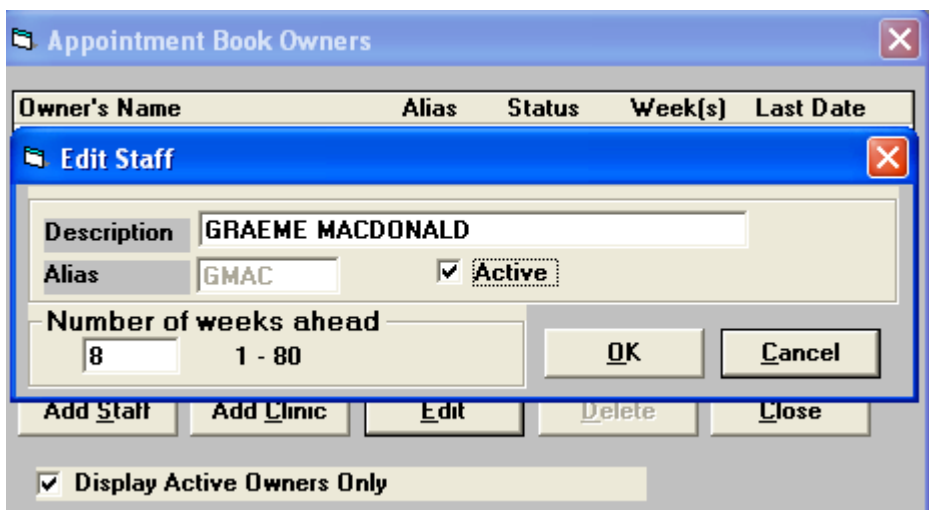 Appointment Book Owners
Owner's Name Alias Status Week(s) Last Date
Edit Staff
Description GRAEME MACDONALD
Alias GMAC Active
Number of weeks ahead
8 1 - 80 OK Cancel
Add Staff Add Clinic Edit Delete Close
Display Active Owners Only